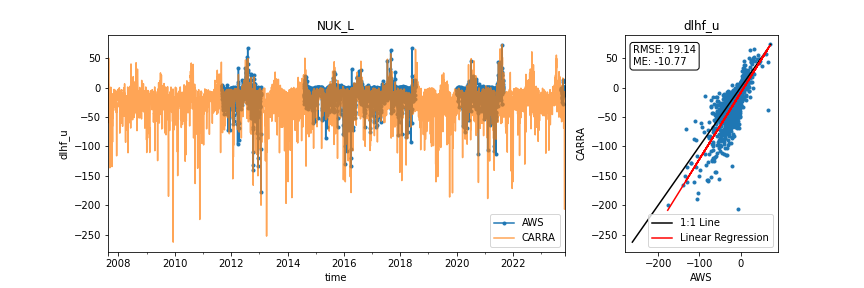 NUK_L
dlhf_u
50
0
−50
−100
−150
−200
−250
2008
2010
2012
2014
2016
2018
2020
2022
time
AWS
CARRA
dlhf_u
RMSE: 19.14
ME: -10.77
CARRA
50
0
−50
−100
−150
−200
−250
−200
−100
0
AWS
1:1 Line
Linear Regression